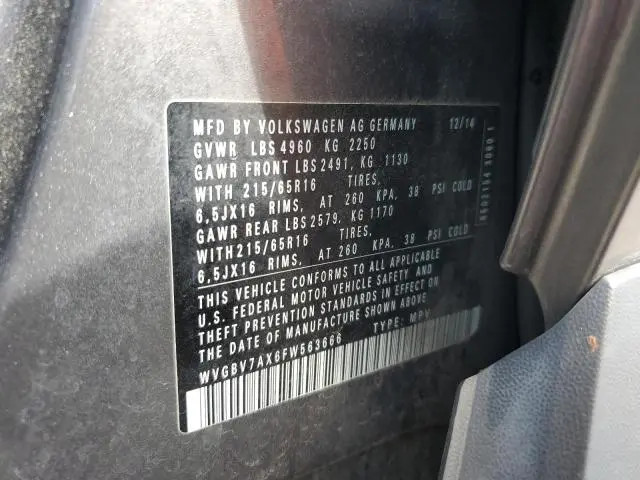 MFD BY VOLKSWAGEN AG GERMANY 12/14
GVWR LBS 4960 KG 2250
GAWR FRONT LBS 2491, KG 1130
WITH 215/65R16 TIRES,
6,5JX16 RIMS, AT 260 KPA, 38 PSI COLD
GAWR REAR LBS 2579, KG 1170
WITH 215/65R16 TIRES,
6,5JX16 RIMS, AT 260 KPA, 38 PSI COLD
THIS VEHICLE CONFORMS TO ALL APPLICABLE
U.S. FEDERAL MOTOR VEHICLE SAFETY AND
THEFT PREVENTION STANDARDS IN EFFECT ON
THE DATE OF MANUFACTURE SHOWN ABOVE
WVGBV7AX6FW563666 TYPE: MPV